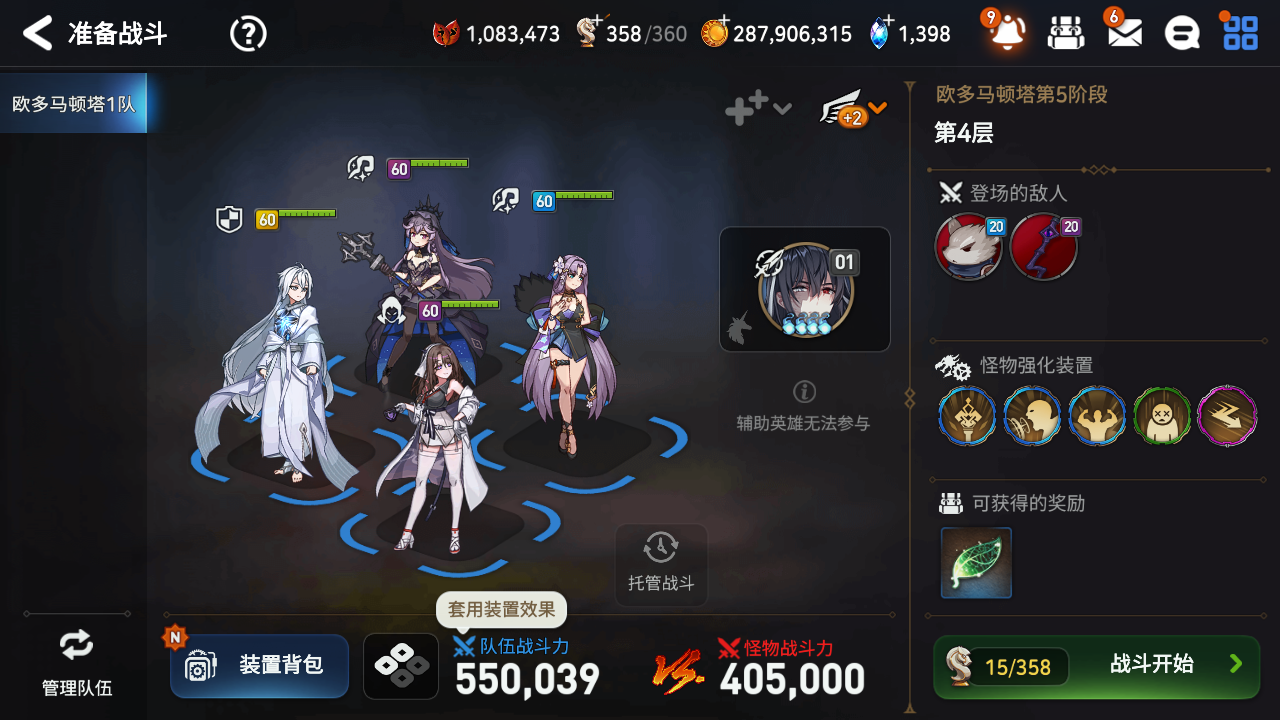 准备战斗
?
1,083,473
358/360
287,906,315
1,398
9
6
欧多马顿塔1队
+2
欧多马顿塔第5阶段
第4层
60
60
60
60
登场的敌人
20
20
01
怪物强化装置
辅助英雄无法参与
可获得的奖励
托管战斗
套用装置效果
N
装置背包
队伍战斗力
550,039
VS.
怪物战斗力
405,000
管理队伍
15/358
战斗开始